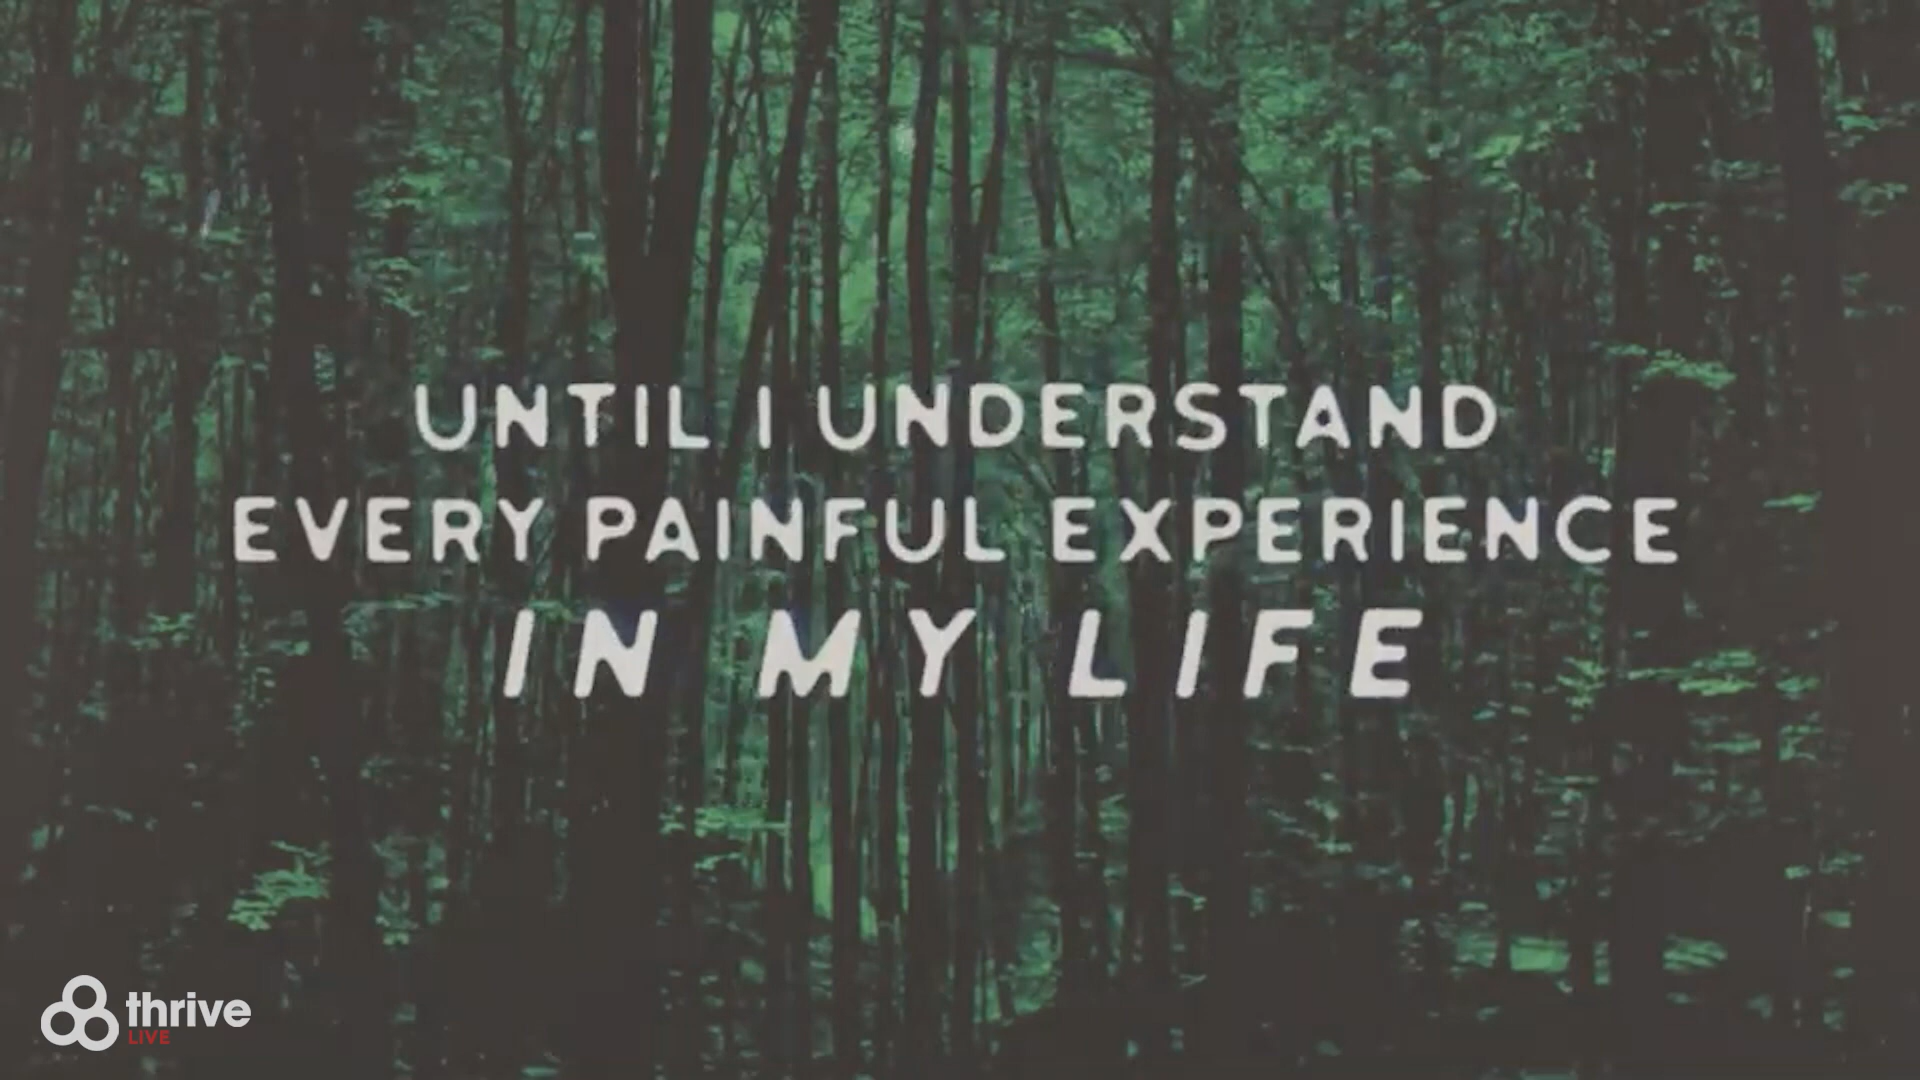 UNTIL I UNDERSTAND
EVERY PAINFUL EXPERIENCE
IN MY LIFE
thrive
LIVE